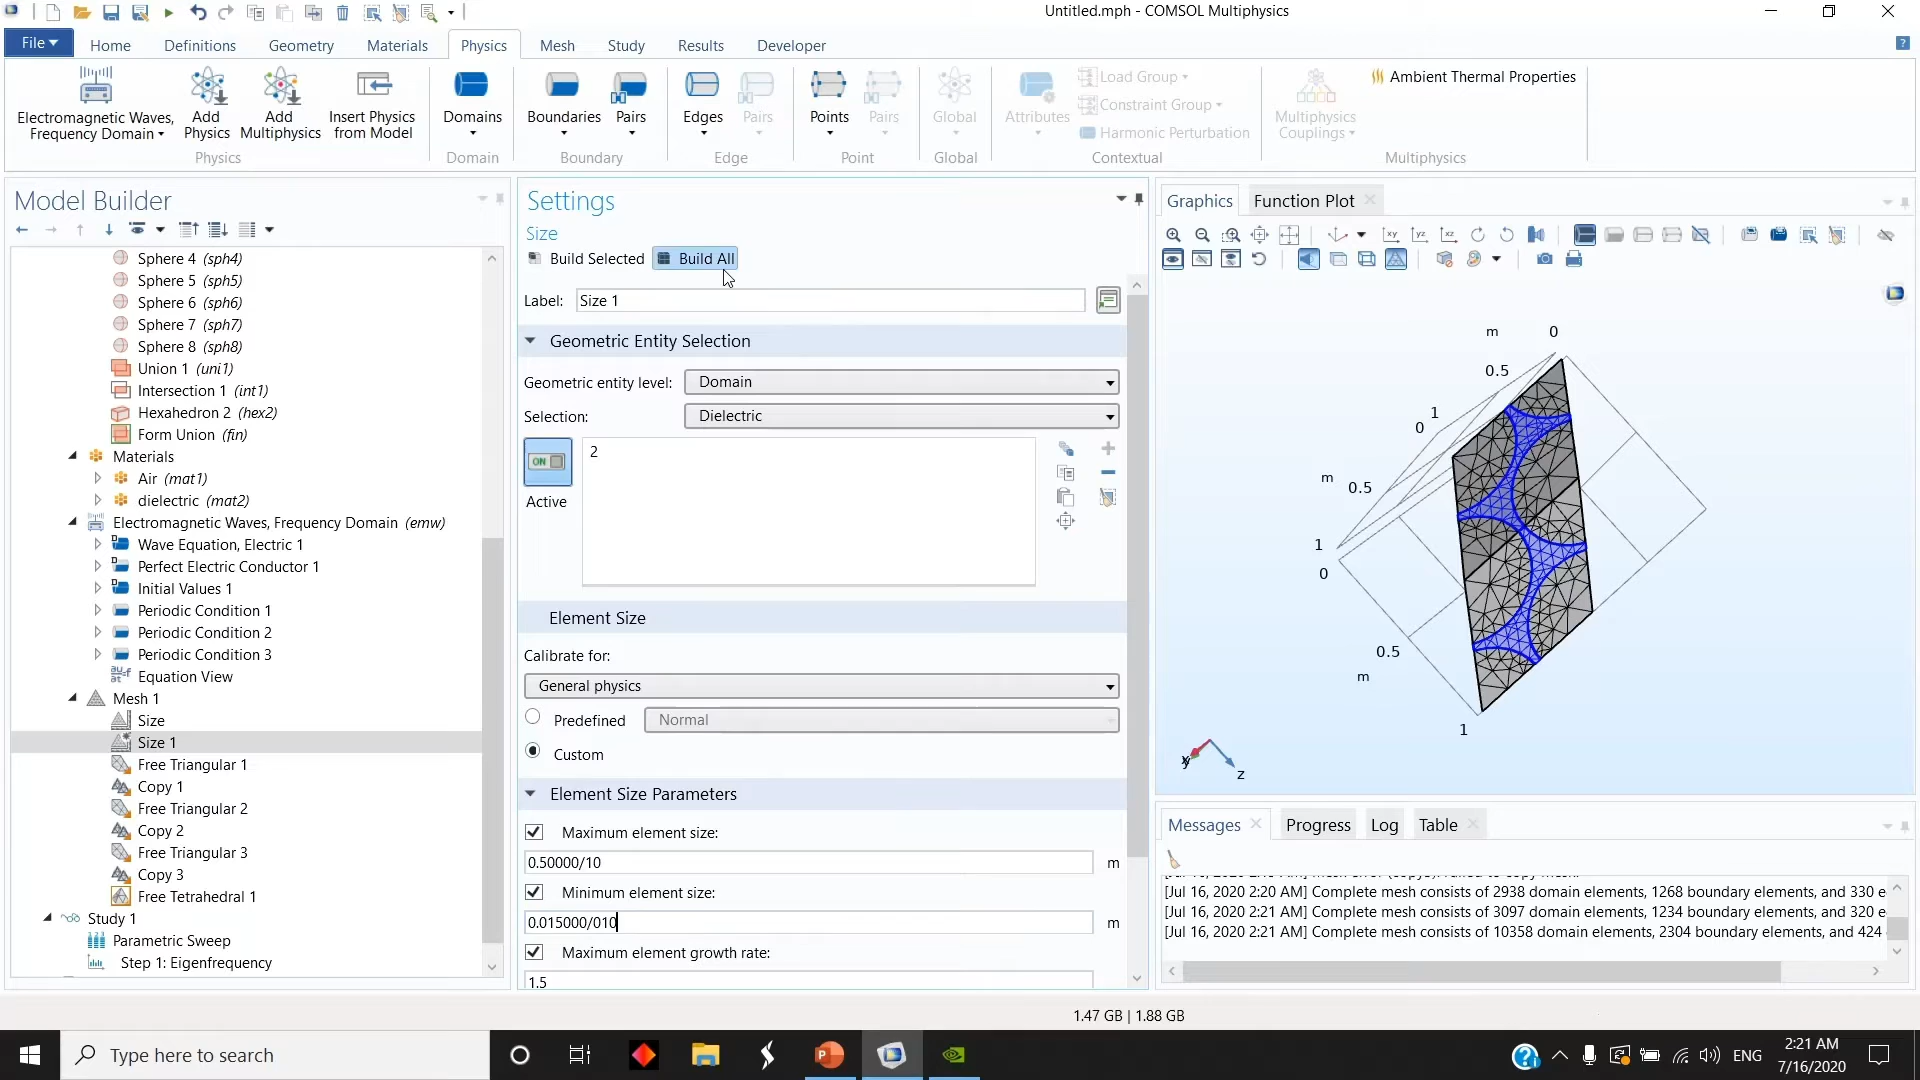 Untitled.mph - COMSOL Multiphysics
File
Home
Definitions
Geometry
Materials
Physics
Mesh
Study
Results
Developer
Electromagnetic Waves,
Frequency Domain
Add
Physics
Add
Multiphysics
Insert Physics
from Model
Physics
Domains
Domain
Boundaries
Pairs
Boundary
Edges
Pairs
Edge
Points
Pairs
Point
Global
Global
Attributes
Load Group
Constraint Group
Harmonic Perturbation
Contextual
Multiphysics
Couplings
Ambient Thermal Properties
Multiphysics
Model Builder
Sphere 4 (sph4)
Sphere 5 (sph5)
Sphere 6 (sph6)
Sphere 7 (sph7)
Sphere 8 (sph8)
Union 1 (uni1)
Intersection 1 (int1)
Hexahedron 2 (hex2)
Form Union (fin)
Materials
Air (mat1)
dielectric (mat2)
Electromagnetic Waves, Frequency Domain (emw)
Wave Equation, Electric 1
Perfect Electric Conductor 1
Initial Values 1
Periodic Condition 1
Periodic Condition 2
Periodic Condition 3
Equation View
Mesh 1
Size
Size 1
Free Triangular 1
Copy 1
Free Triangular 2
Copy 2
Free Triangular 3
Copy 3
Free Tetrahedral 1
Study 1
Parametric Sweep
Step 1: Eigenfrequency
Settings
Size
Build Selected
Build All
Label: Size 1
Geometric Entity Selection
Geometric entity level: Domain
Selection: Dielectric
2
ON
Active
Element Size
Calibrate for:
General physics
Predefined Normal
Custom
Element Size Parameters
Maximum element size:
0.50000/10 m
Minimum element size:
0.015000/010 m
Maximum element growth rate:
1.5
Graphics
Function Plot
xy yz xz
m 0
0.5
1
0
m 0.5
1
0
0.5
m
1
x
y
z
Messages
Progress
Log
Table
[Jul 16, 2020 2:20 AM] Complete mesh consists of 2938 domain elements, 1268 boundary elements, and 330 e
[Jul 16, 2020 2:21 AM] Complete mesh consists of 3097 domain elements, 1234 boundary elements, and 320 e
[Jul 16, 2020 2:21 AM] Complete mesh consists of 10358 domain elements, 2304 boundary elements, and 424
1.47 GB | 1.88 GB
Type here to search
ENG
2:21 AM
7/16/2020